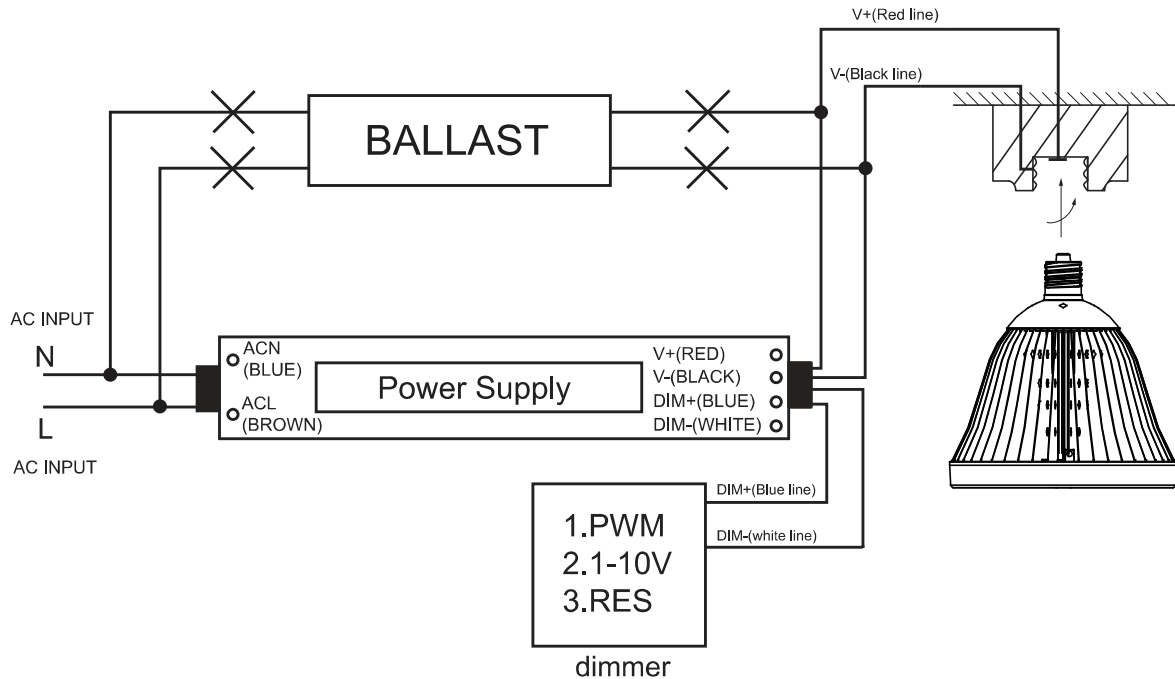 V+(Red line)
V-(Black line)
BALLAST
AC INPUT
N
L
AC INPUT
ACN
(BLUE)
ACL
(BROWN)
Power Supply
V+(RED)
V-(BLACK)
DIM+(BLUE)
DIM-(WHITE)
DIM+(Blue line)
DIM-(white line)
1.PWM
2.1-10V
3.RES
dimmer